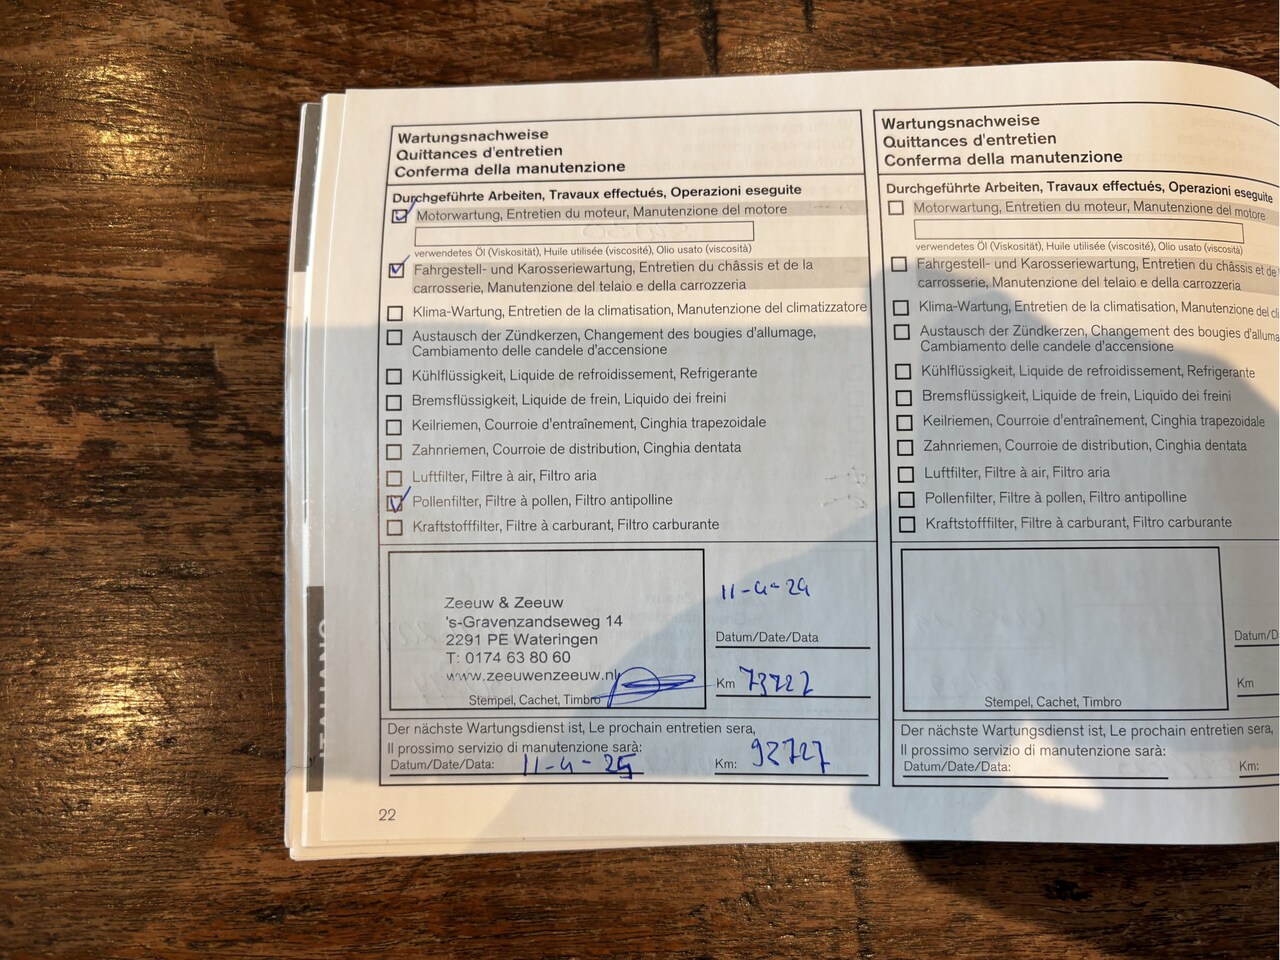 Wartungsnachweise
Quittances d'entretien
Conferma della manutenzione
Durchgeführte Arbeiten, Travaux effectués, Operazioni eseguite
Motorwartung, Entretien du moteur, Manutenzione del motore
verwendetes Öl (Viskosität), Huile utilisée (viscosité), Olio usato (viscosità)
Fahrgestell- und Karosseriewartung, Entretien du châssis et de la
carrosserie, Manutenzione del telaio e della carrozzeria
Klima-Wartung, Entretien de la climatisation, Manutenzione del climatizzatore
Austausch der Zündkerzen, Changement des bougies d'allumage,
Cambiamento delle candele d'accensione
Kühlflüssigkeit, Liquide de refroidissement, Refrigerante
Bremsflüssigkeit, Liquide de frein, Liquido dei freini
Keilriemen, Courroie d'entraînement, Cinghia trapezoidale
Zahnriemen, Courroie de distribution, Cinghia dentata
Luftfilter, Filtre à air, Filtro aria
Pollenfilter, Filtre à pollen, Filtro antipolline
Kraftstofffilter, Filtre à carburant, Filtro carburante
Zeeuw & Zeeuw
's-Gravenzandseweg 14
2291 PE Wateringen
T: 0174 63 80 60
www.zeeuwenzeeuw.nl
Stempel, Cachet, Timbro
11-4-24
Datum/Date/Data
Km 73727
Der nächste Wartungsdienst ist, Le prochain entretien sera,
Il prossimo servizio di manutenzione sarà:
Datum/Date/Data: 11-4-25
Km: 93727
22
Wartungsnachweise
Quittances d'entretien
Conferma della manutenzione
Durchgeführte Arbeiten, Travaux effectués, Operazioni eseguite
Motorwartung, Entretien du moteur, Manutenzione del motore
verwendetes Öl (Viskosität), Huile utilisée (viscosité), Olio usato (viscosità)
Fahrgestell- und Karosseriewartung, Entretien du châssis et de
carrosserie, Manutenzione del telaio e della carrozzeria
Klima-Wartung, Entretien de la climatisation, Manutenzione del
Austausch der Zündkerzen, Changement des bougies d'alluma
Cambiamento delle candele d'accensione
Kühlflüssigkeit, Liquide de refroidissement, Refrigerante
Bremsflüssigkeit, Liquide de frein, Liquido dei freini
Keilriemen, Courroie d'entraînement, Cinghia trapezoidale
Zahnriemen, Courroie de distribution, Cinghia dentata
Luftfilter, Filtre à air, Filtro aria
Pollenfilter, Filtre à pollen, Filtro antipolline
Kraftstofffilter, Filtre à carburant, Filtro carburante
Stempel, Cachet, Timbro
Datum/D
Km
Der nächste Wartungsdienst ist, Le prochain entretien sera,
Il prossimo servizio di manutenzione sarà:
Datum/Date/Data:
Km: